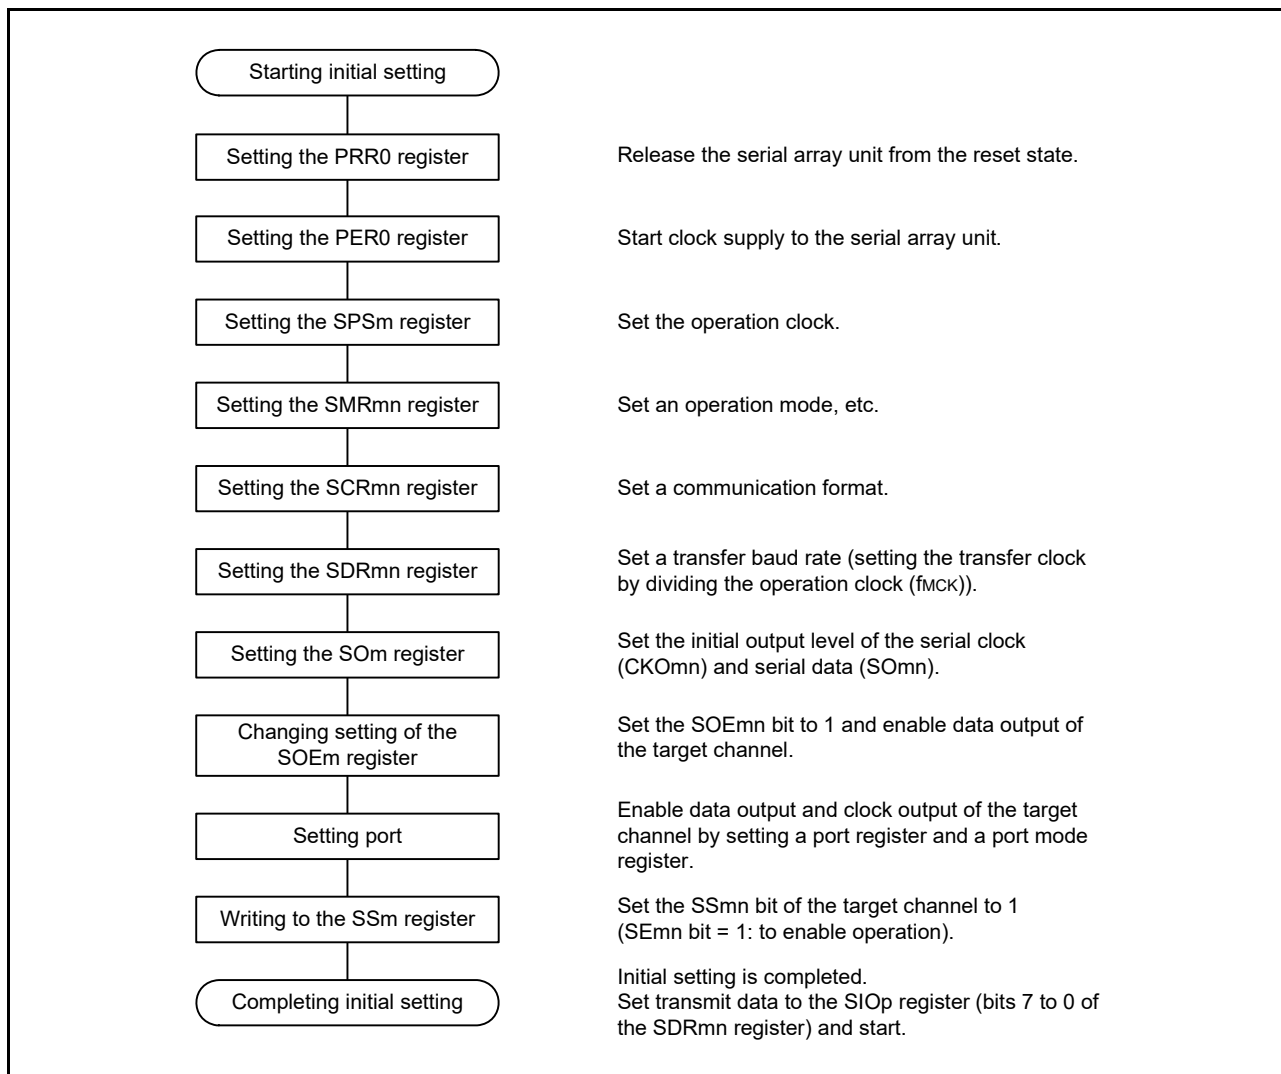 Starting initial setting
Setting the PRR0 register
Release the serial array unit from the reset state.
Setting the PER0 register
Start clock supply to the serial array unit.
Setting the SPSm register
Set the operation clock.
Setting the SMRmn register
Set an operation mode, etc.
Setting the SCRmn register
Set a communication format.
Setting the SDRmn register
Set a transfer baud rate (setting the transfer clock
by dividing the operation clock (fMCK)).
Setting the SOm register
Set the initial output level of the serial clock
(CKOmn) and serial data (SOmn).
Changing setting of the
SOEm register
Set the SOEmn bit to 1 and enable data output of
the target channel.
Setting port
Enable data output and clock output of the target
channel by setting a port register and a port mode
register.
Writing to the SSm register
Set the SSmn bit of the target channel to 1
(SEmn bit = 1: to enable operation).
Completing initial setting
Initial setting is completed.
Set transmit data to the SIOp register (bits 7 to 0 of
the SDRmn register) and start.